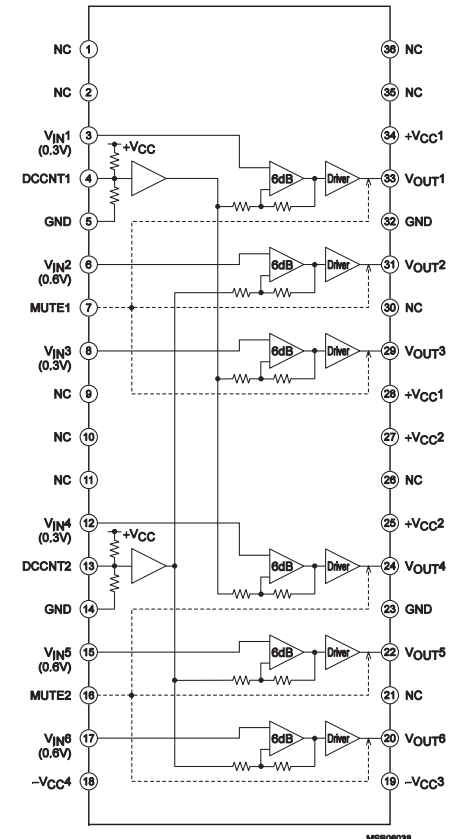 NC 1
36 NC
NC 2
35 NC
VIN1 3
(0.3V)
+VCC
34 +VCC1
DCCNT1 4
6dB
Driver
33 VOUT1
GND 5
32 GND
VIN2 6
(0.6V)
6dB
Driver
31 VOUT2
MUTE1 7
30 NC
VIN3 8
(0,3V)
6dB
Driver
29 VOUT3
NC 9
28 +VCC1
NC 10
27 +VCC2
NC 11
26 NC
VIN4 12
(0,3V)
+VCC
25 +VCC2
DCCNT2 13
6dB
Driver
24 VOUT4
GND 14
23 GND
VIN5 15
(0.6V)
6dB
Driver
22 VOUT5
MUTE2 16
21 NC
VIN6 17
(0.6V)
6dB
Driver
20 VOUT6
–VCC4 18
19 –VCC3
MSB06038